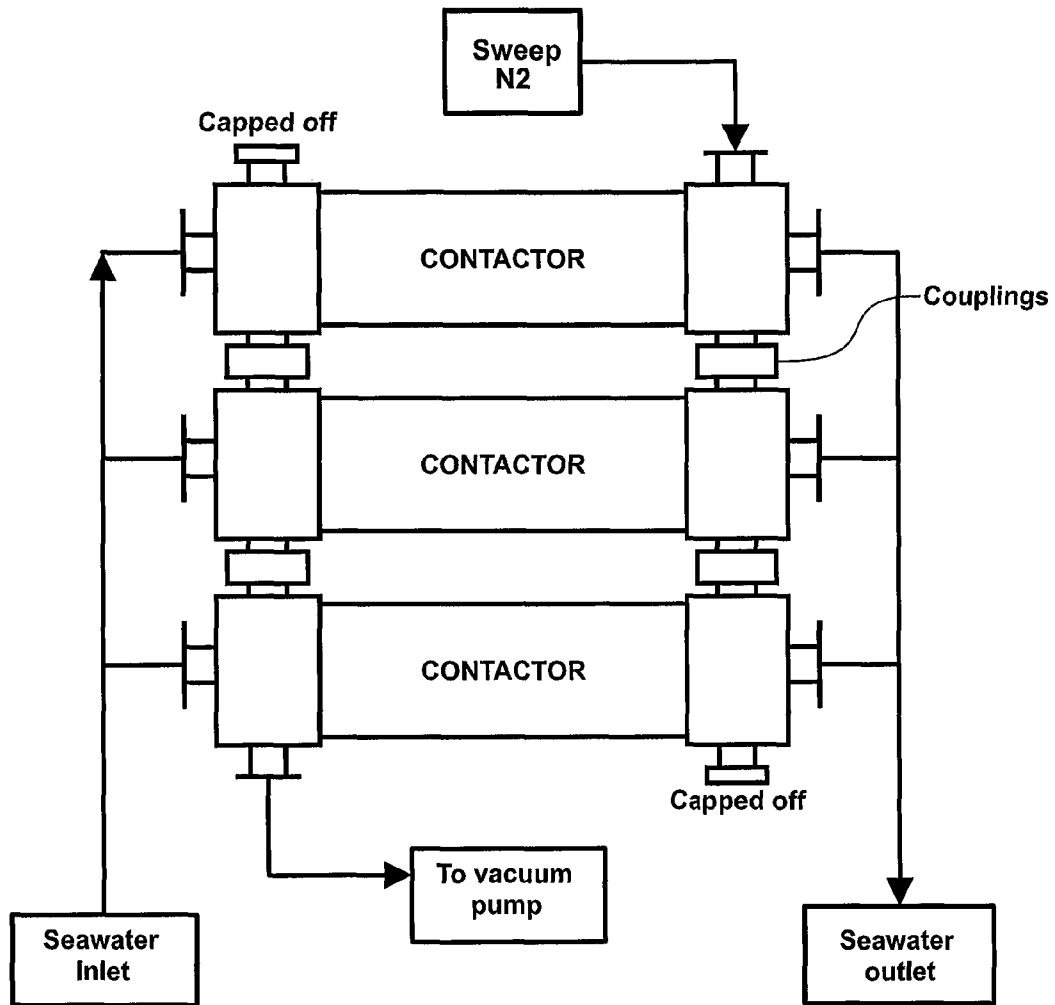 Sweep
N2
Capped off
CONTACTOR
Couplings
CONTACTOR
CONTACTOR
Capped off
To vacuum
pump
Seawater
Inlet
Seawater
outlet